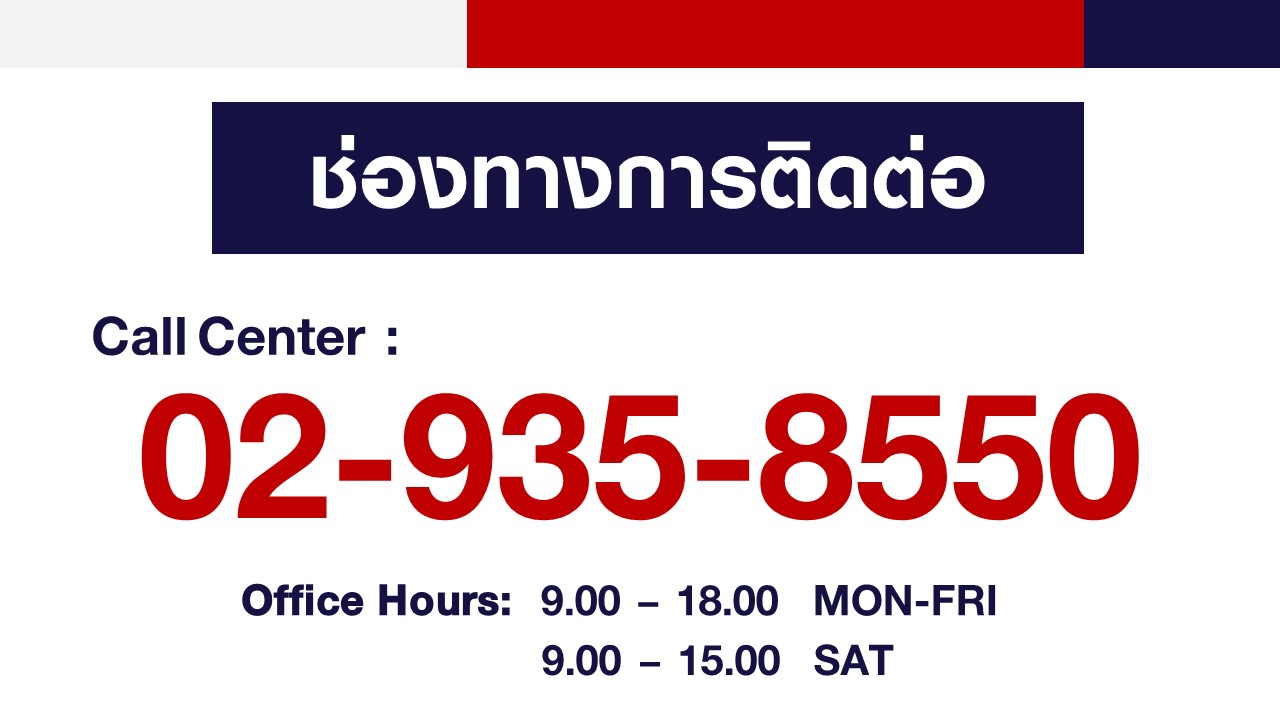 ช่องทางการติดต่อ
Call Center :
02-935-8550
Office Hours: 9.00 – 18.00 MON-FRI
9.00 – 15.00 SAT